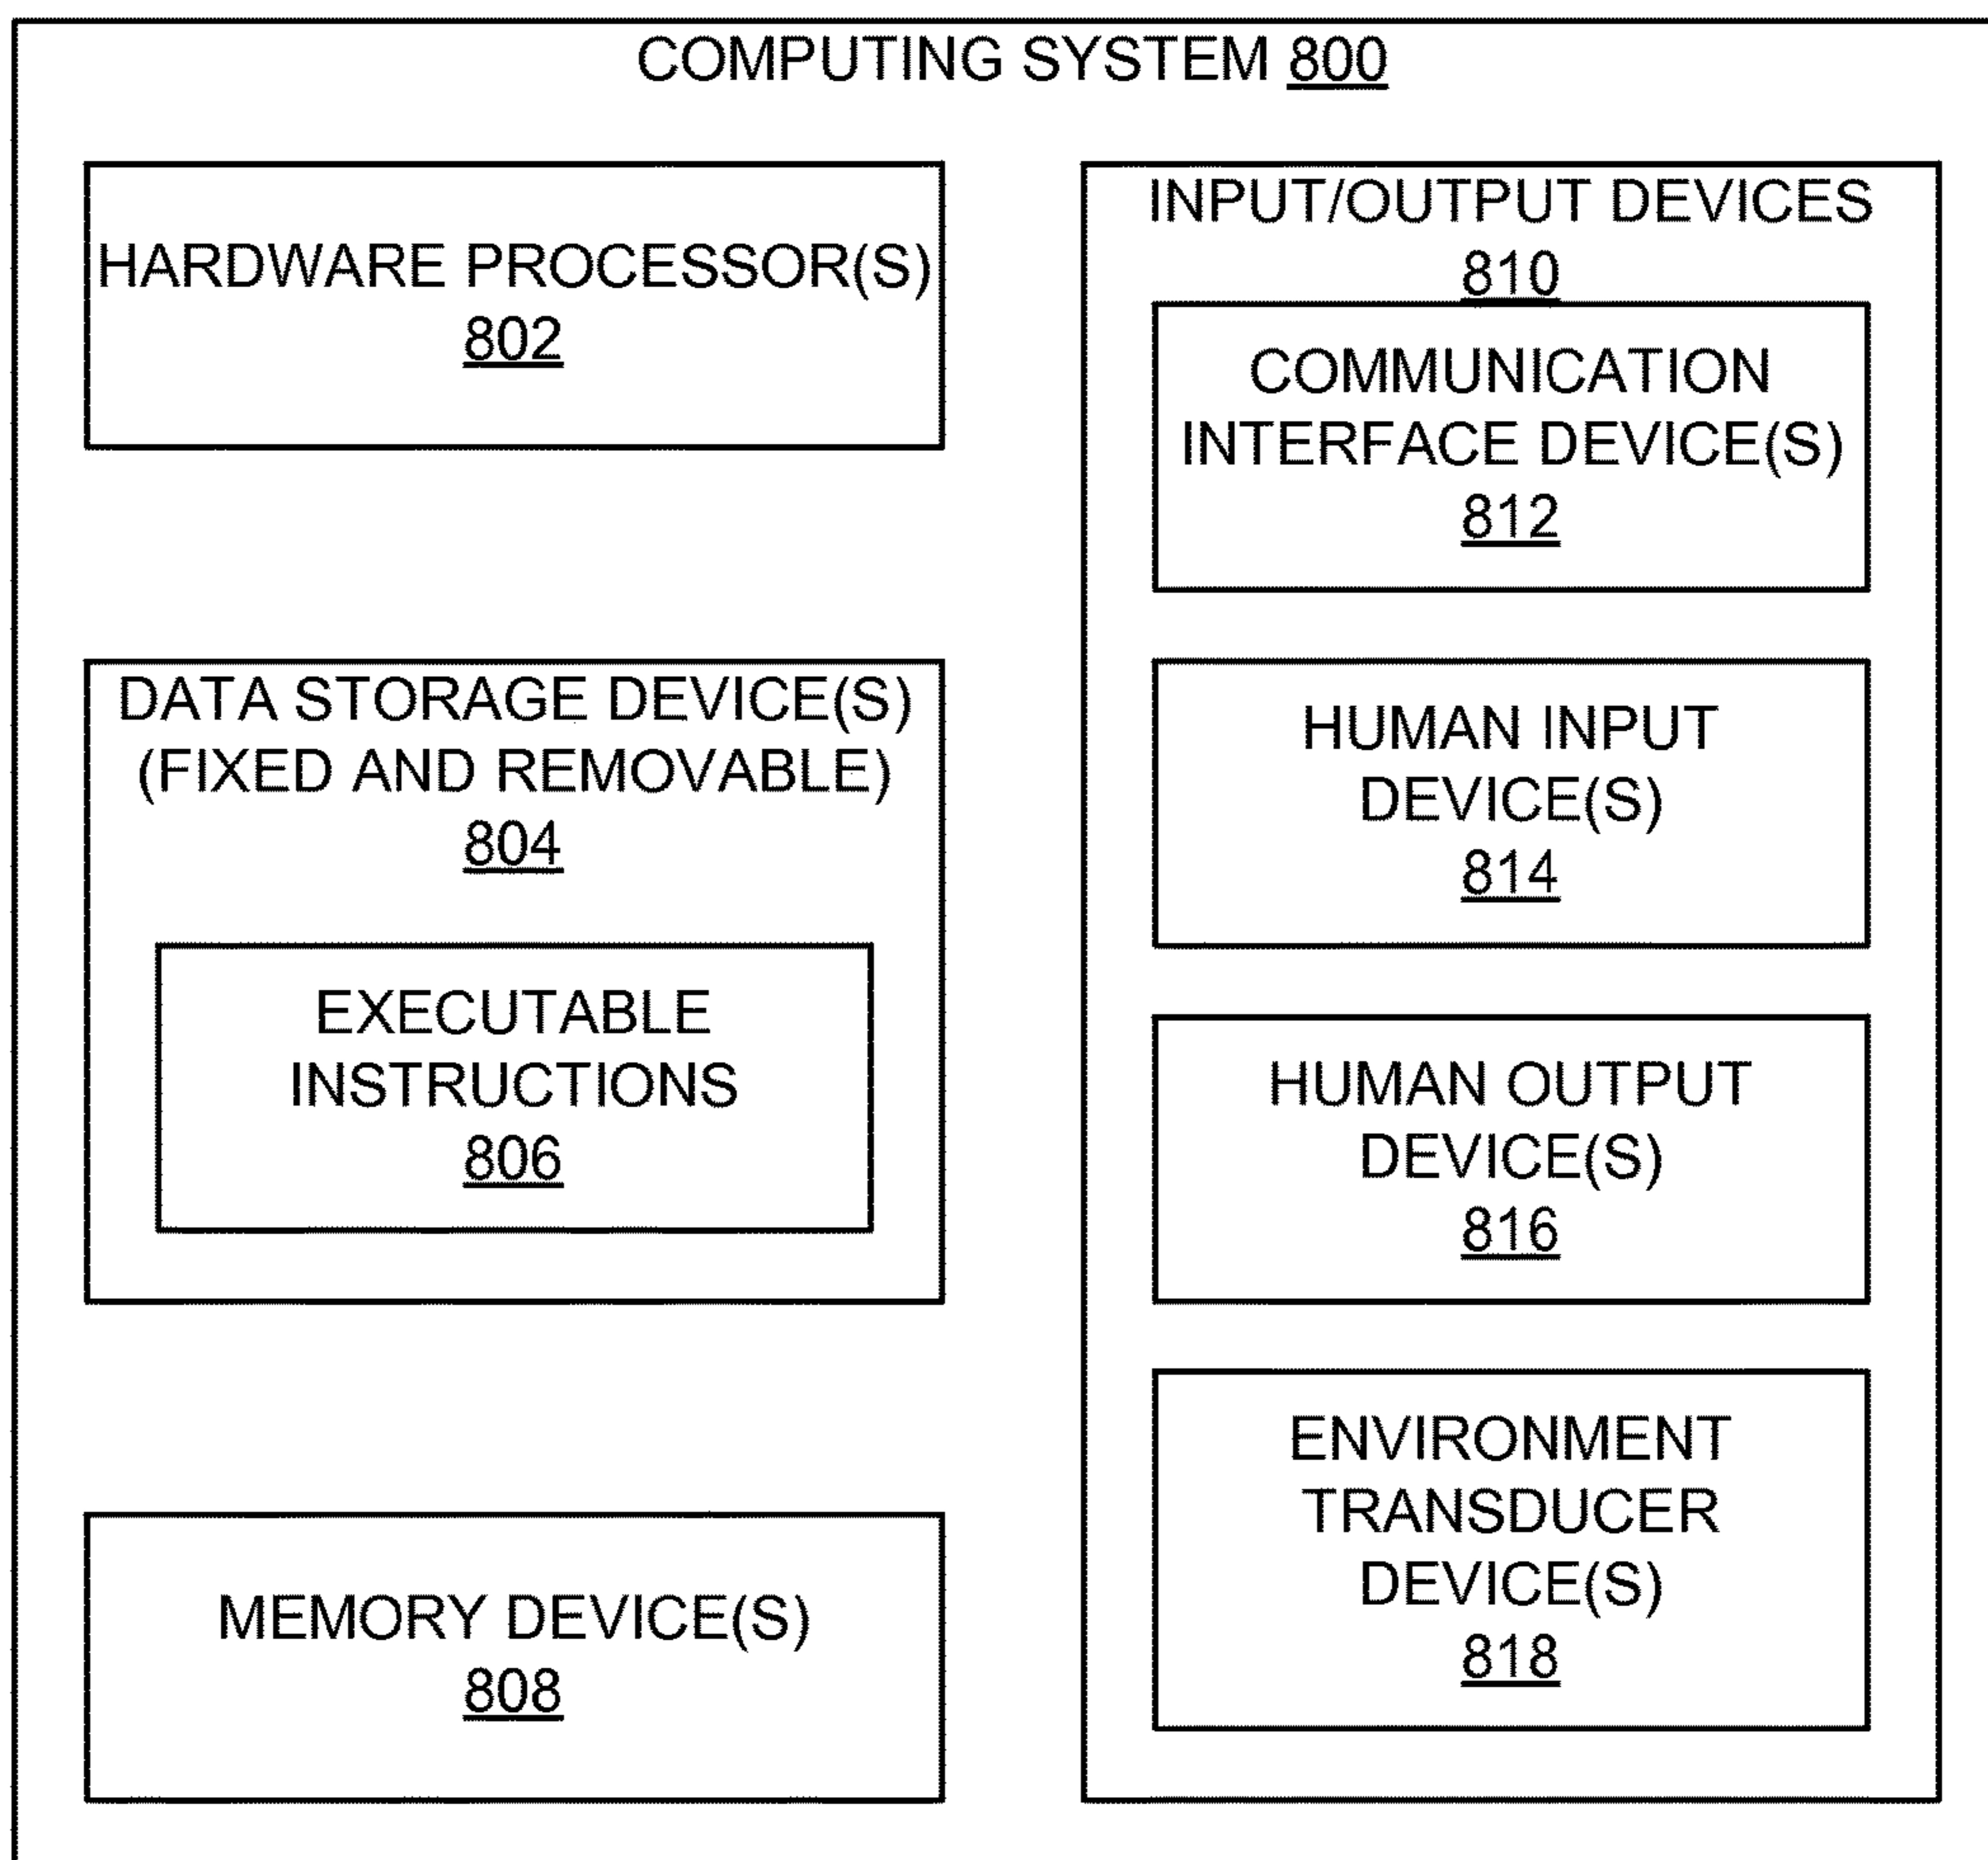 COMPUTING SYSTEM 800
HARDWARE PROCESSOR(S)
802
DATA STORAGE DEVICE(S)
(FIXED AND REMOVABLE)
804
EXECUTABLE
INSTRUCTIONS
806
MEMORY DEVICE(S)
808
INPUT/OUTPUT DEVICES
810
COMMUNICATION
INTERFACE DEVICE(S)
812
HUMAN INPUT
DEVICE(S)
814
HUMAN OUTPUT
DEVICE(S)
816
ENVIRONMENT
TRANSDUCER
DEVICE(S)
818